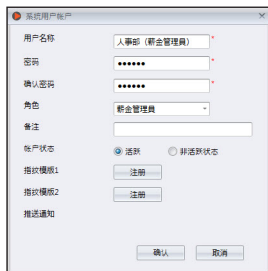 系统用户帐户
用户名称 人事部（薪金管理員） *
密码 •••••• *
确认密码 •••••• *
角色 薪金管理員
备注
帐户状态 活跃 非活跃状态
指纹模版1 注册
指纹模版2 注册
推送通知
确认 取消